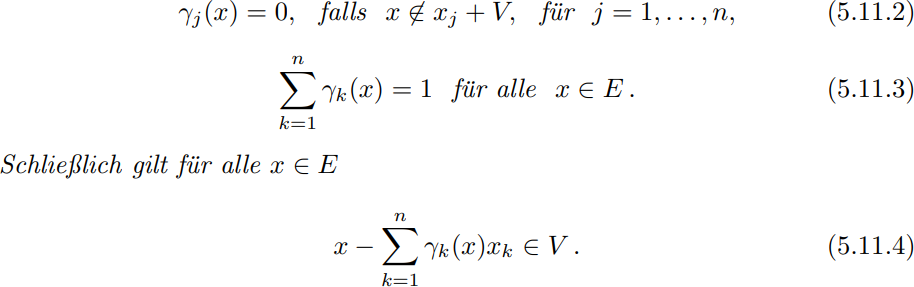 γ_j(x) = 0, falls x ∉ x_j + V, für j = 1, . . . , n, (5.11.2)
∑_{k=1}^{n} γ_k(x) = 1 für alle x ∈ E . (5.11.3)
Schließlich gilt für alle x ∈ E
x − ∑_{k=1}^{n} γ_k(x)x_k ∈ V . (5.11.4)